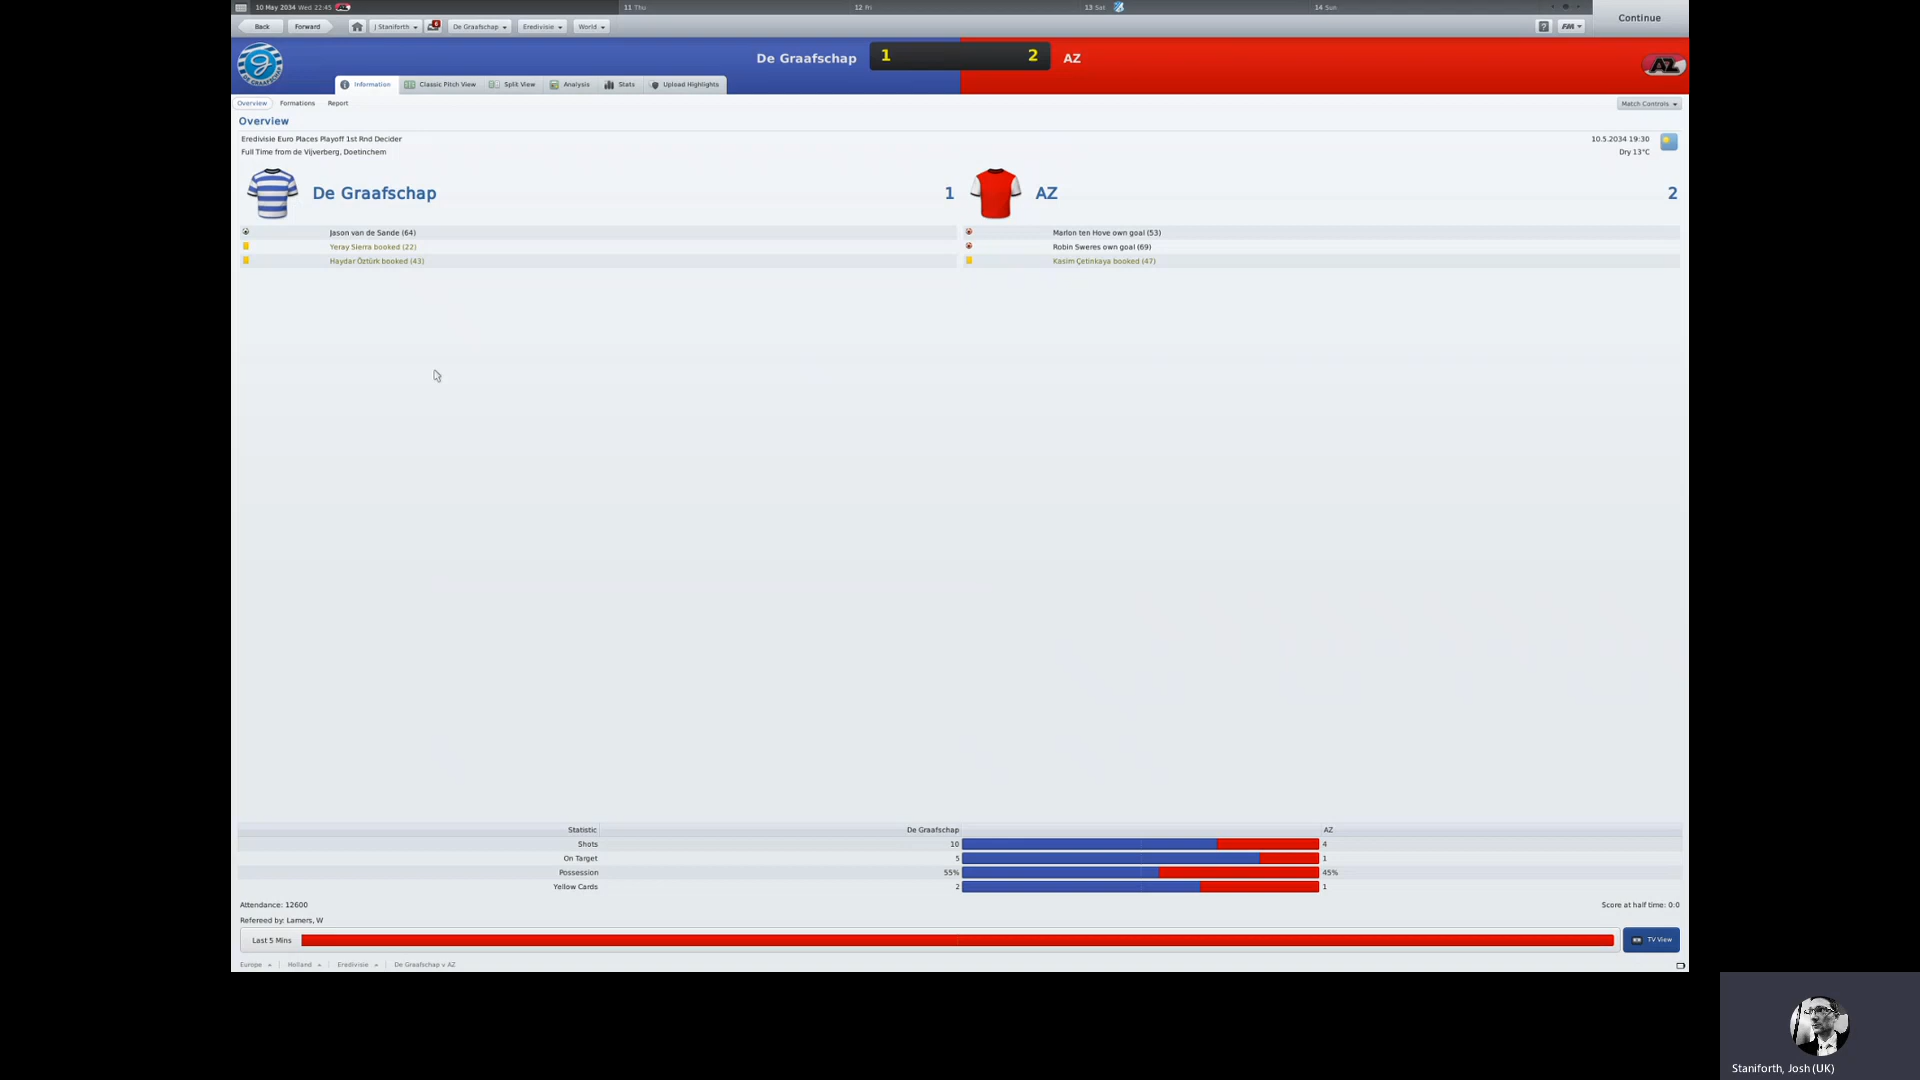 10 May 2034 Wed 22:45
11 Thu
12 Fri
13 Sat
14 Sun
Continue
Back
Forward
J Staniforth
De Graafschap
Eredivisie
World
FM
De Graafschap
1
2
AZ
Information
Classic Pitch View
Split View
Analysis
Stats
Upload Highlights
Overview
Formations
Report
Match Controls
Overview
Eredivisie Euro Places Playoff 1st Rnd Decider
10.5.2034 19:30
Full Time from de Vijverberg, Doetinchem
Dry 13°C
De Graafschap
1
AZ
2
Jason van de Sande (64)
Marlon ten Hove own goal (53)
Yeray Sierra booked (22)
Robin Sweres own goal (69)
Haydar Öztürk booked (43)
Kasim Çetinkaya booked (47)
Statistic
De Graafschap
AZ
Shots
10
4
On Target
5
1
Possession
55%
45%
Yellow Cards
2
1
Attendance: 12600
Score at half time: 0:0
Refereed by: Lamers, W
Last 5 Mins
TV View
Europe
Holland
Eredivisie
De Graafschap v AZ
Staniforth, Josh (UK)